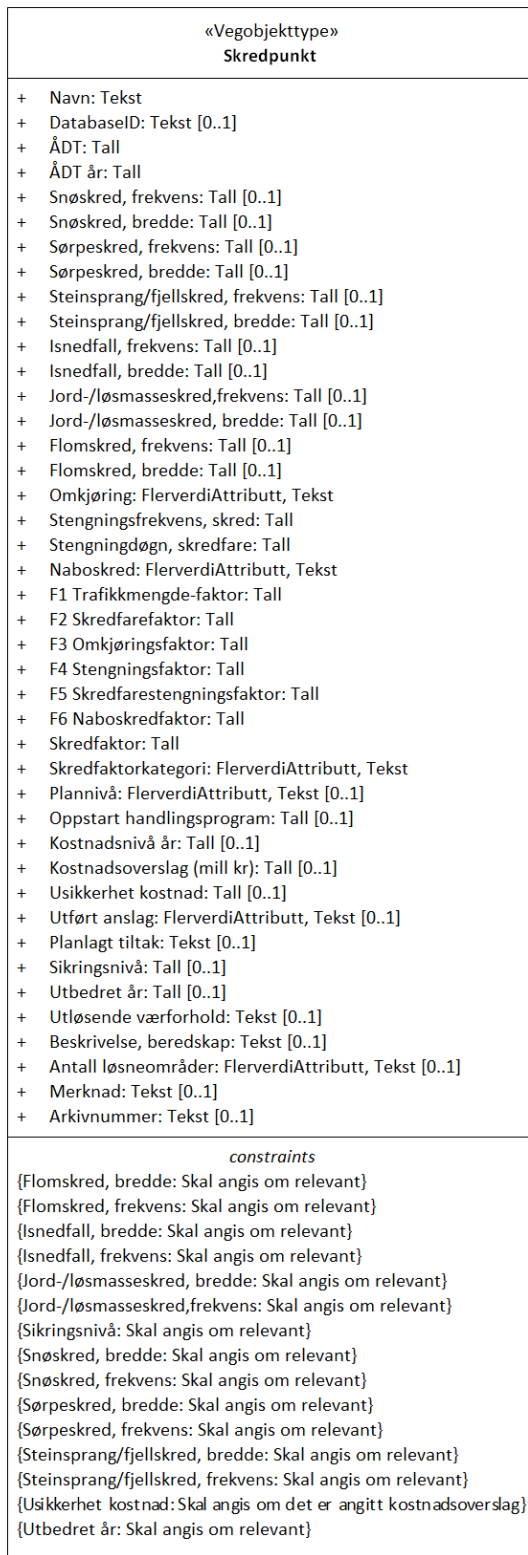 «Vegobjekttype»
Skredpunkt
+ Navn: Tekst
+ DatabaseID: Tekst [0..1]
+ ÅDT: Tall
+ ÅDT år: Tall
+ Snøskred, frekvens: Tall [0..1]
+ Snøskred, bredde: Tall [0..1]
+ Sørpeskred, frekvens: Tall [0..1]
+ Sørpeskred, bredde: Tall [0..1]
+ Steinsprang/fjellskred, frekvens: Tall [0..1]
+ Steinsprang/fjellskred, bredde: Tall [0..1]
+ Isnedfall, frekvens: Tall [0..1]
+ Isnedfall, bredde: Tall [0..1]
+ Jord-/løsmasseskred,frekvens: Tall [0..1]
+ Jord-/løsmasseskred, bredde: Tall [0..1]
+ Flomskred, frekvens: Tall [0..1]
+ Flomskred, bredde: Tall [0..1]
+ Omkjøring: FlerverdiAttributt, Tekst
+ Stengningsfrekvens, skred: Tall
+ Stengningdøgn, skredfare: Tall
+ Naboskred: FlerverdiAttributt, Tekst
+ F1 Trafikkmengde-faktor: Tall
+ F2 Skredfarefaktor: Tall
+ F3 Omkjøringsfaktor: Tall
+ F4 Stengningsfaktor: Tall
+ F5 Skredfarestengningsfaktor: Tall
+ F6 Naboskredfaktor: Tall
+ Skredfaktor: Tall
+ Skredfaktorkategori: FlerverdiAttributt, Tekst
+ Plannivå: FlerverdiAttributt, Tekst [0..1]
+ Oppstart handlingsprogram: Tall [0..1]
+ Kostnadsnivå år: Tall [0..1]
+ Kostnadsoverslag (mill kr): Tall [0..1]
+ Usikkerhet kostnad: Tall [0..1]
+ Utført anslag: FlerverdiAttributt, Tekst [0..1]
+ Planlagt tiltak: Tekst [0..1]
+ Sikringsnivå: Tall [0..1]
+ Utbedret år: Tall [0..1]
+ Utløsende værforhold: Tekst [0..1]
+ Beskrivelse, beredskap: Tekst [0..1]
+ Antall løsneområder: FlerverdiAttributt, Tekst [0..1]
+ Merknad: Tekst [0..1]
+ Arkivnummer: Tekst [0..1]
constraints
{Flomskred, bredde: Skal angis om relevant}
{Flomskred, frekvens: Skal angis om relevant}
{Isnedfall, bredde: Skal angis om relevant}
{Isnedfall, frekvens: Skal angis om relevant}
{Jord-/løsmasseskred, bredde: Skal angis om relevant}
{Jord-/løsmasseskred,frekvens: Skal angis om relevant}
{Sikringsnivå: Skal angis om relevant}
{Snøskred, bredde: Skal angis om relevant}
{Snøskred, frekvens: Skal angis om relevant}
{Sørpeskred, bredde: Skal angis om relevant}
{Sørpeskred, frekvens: Skal angis om relevant}
{Steinsprang/fjellskred, bredde: Skal angis om relevant}
{Steinsprang/fjellskred, frekvens: Skal angis om relevant}
{Usikkerhet kostnad: Skal angis om det er angitt kostnadsoverslag}
{Utbedret år: Skal angis om relevant}